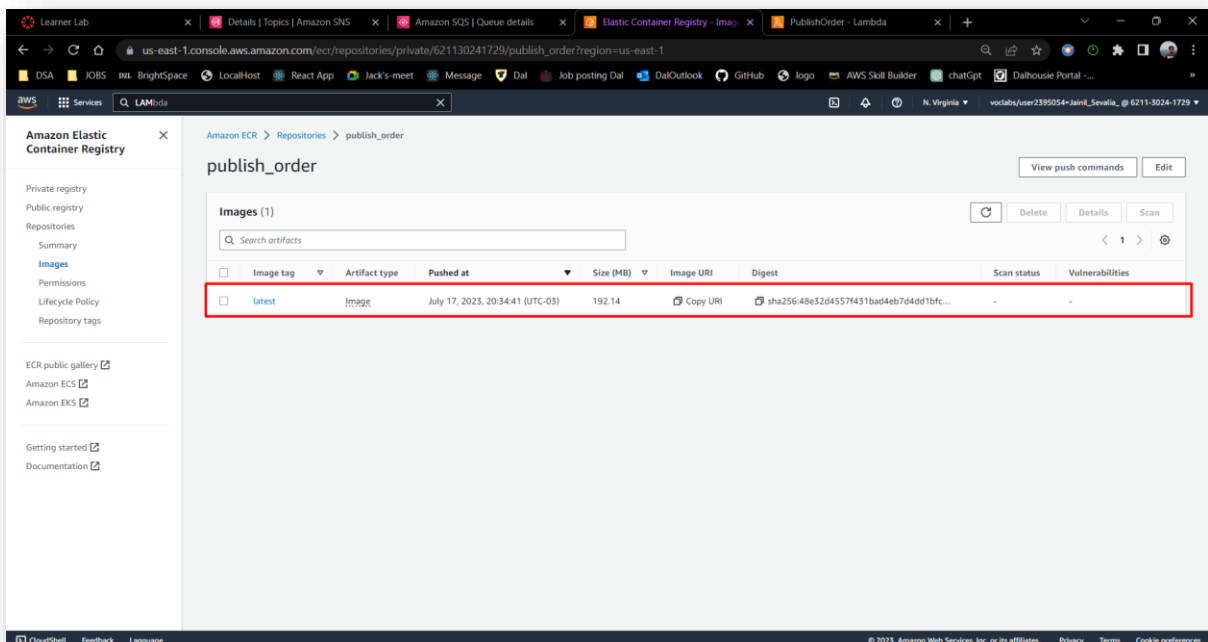 Learner Lab
Details | Topics | Amazon SNS
Amazon SQS | Queue details
Elastic Container Registry - Imag
PublishOrder - Lambda
us-east-1.console.aws.amazon.com/ecr/repositories/private/621130241729/publish_order?region=us-east-1
DSA JOBS BrightSpace LocalHost React App Jack's-meet Message Dal Job posting Dal DalOutlook GitHub logo AWS Skill Builder chatGpt Dalhousie Portal -...
aws Services LAMbda N. Virginia voclabs/user2395054=Jainil_Sevalia_ @ 6211-3024-1729
Amazon Elastic
Container Registry
Private registry
Public registry
Repositories
Summary
Images
Permissions
Lifecycle Policy
Repository tags
ECR public gallery
Amazon ECS
Amazon EKS
Getting started
Documentation
Amazon ECR > Repositories > publish_order
publish_order
View push commands Edit
Images (1)
Delete Details Scan
Search artifacts
1
Image tag Artifact type Pushed at Size (MB) Image URI Digest Scan status Vulnerabilities
latest Image July 17, 2023, 20:34:41 (UTC-03) 192.14 Copy URI sha256:48e32d4557f431bad4eb7d4dd1bfc... - -
CloudShell Feedback Language © 2023, Amazon Web Services, Inc. or its affiliates. Privacy Terms Cookie preferences